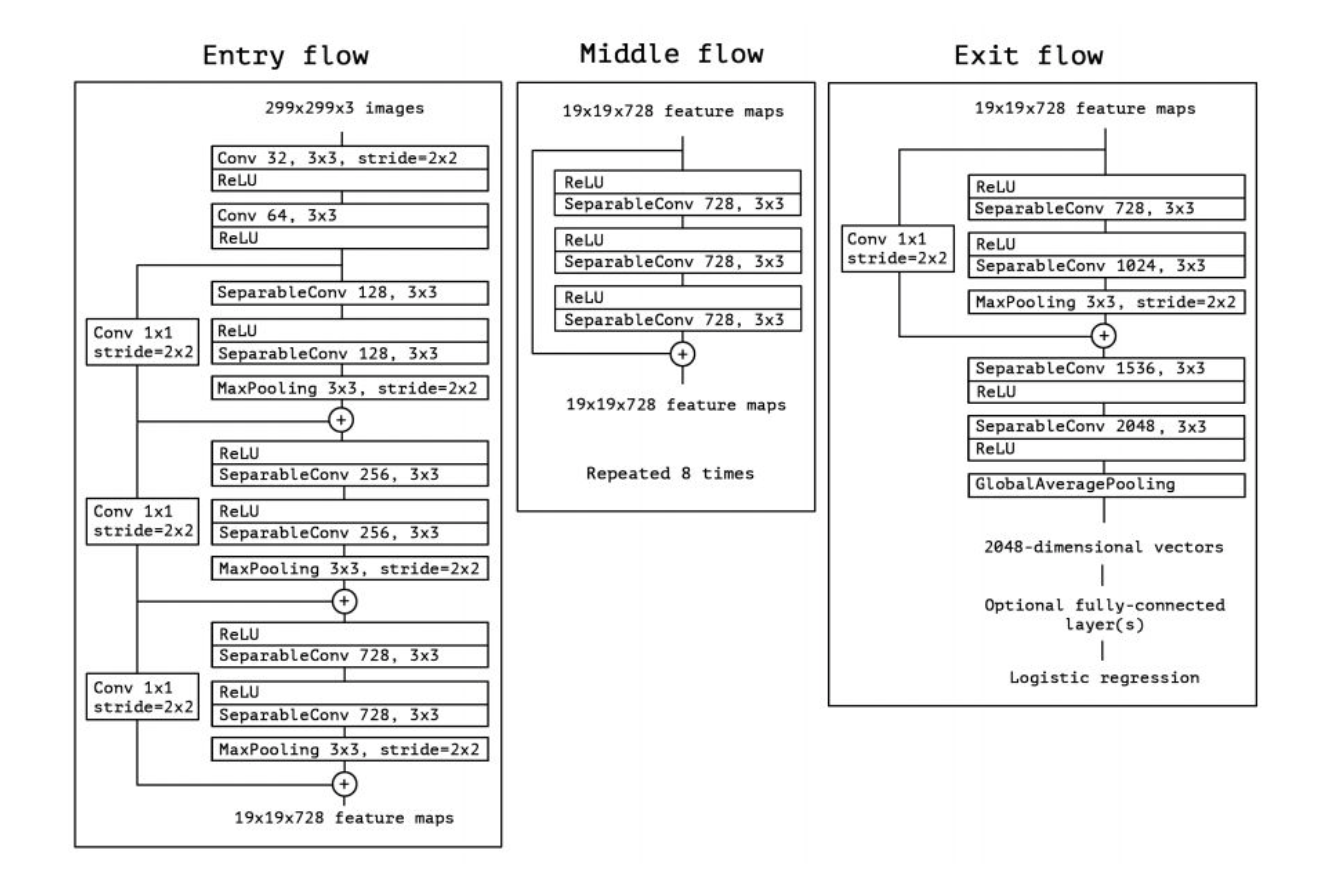 Entry flow
299x299x3 images
Conv 32, 3x3, stride=2x2
ReLU
Conv 64, 3x3
ReLU
SeparableConv 128, 3x3
Conv 1x1
stride=2x2
ReLU
SeparableConv 128, 3x3
MaxPooling 3x3, stride=2x2
+
ReLU
SeparableConv 256, 3x3
Conv 1x1
stride=2x2
ReLU
SeparableConv 256, 3x3
MaxPooling 3x3, stride=2x2
+
ReLU
SeparableConv 728, 3x3
Conv 1x1
stride=2x2
ReLU
SeparableConv 728, 3x3
MaxPooling 3x3, stride=2x2
+
19x19x728 feature maps
Middle flow
19x19x728 feature maps
ReLU
SeparableConv 728, 3x3
ReLU
SeparableConv 728, 3x3
ReLU
SeparableConv 728, 3x3
+
19x19x728 feature maps
Repeated 8 times
Exit flow
19x19x728 feature maps
ReLU
SeparableConv 728, 3x3
Conv 1x1
stride=2x2
ReLU
SeparableConv 1024, 3x3
MaxPooling 3x3, stride=2x2
+
SeparableConv 1536, 3x3
ReLU
SeparableConv 2048, 3x3
ReLU
GlobalAveragePooling
2048-dimensional vectors
Optional fully-connected
layer(s)
Logistic regression